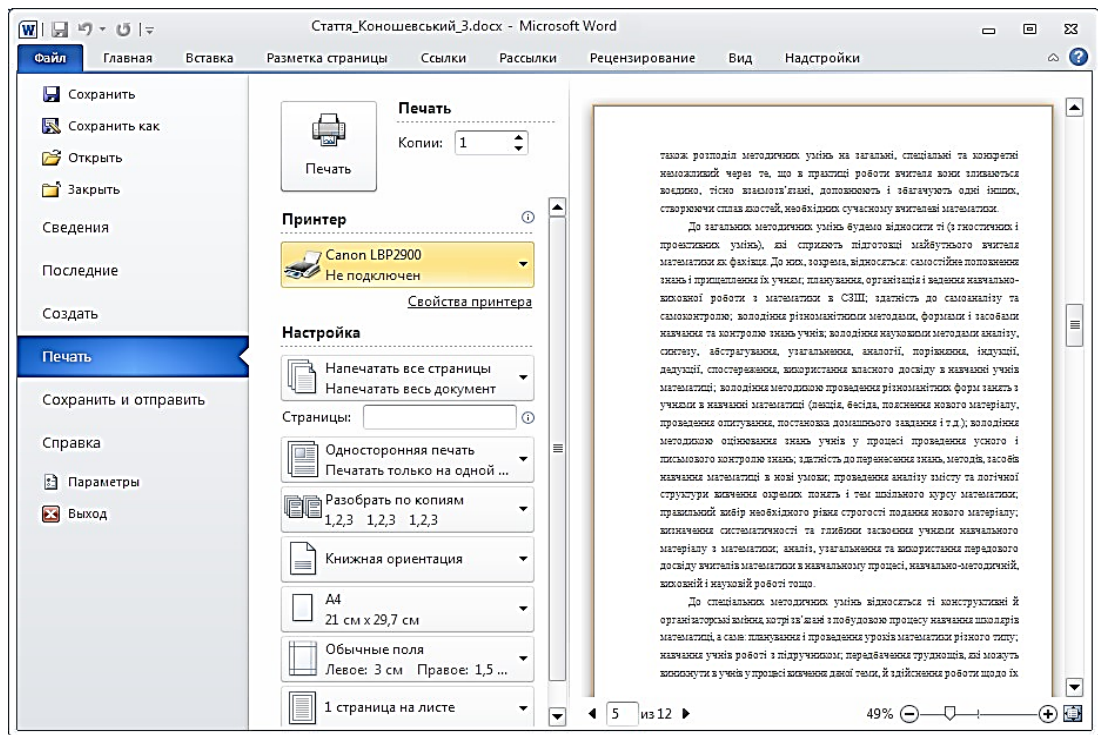 Стаття_Коношевський_3.docx - Microsoft Word
Файл Главная Вставка Разметка страницы Ссылки Рассылки Рецензирование Вид Надстройки
Сохранить
Сохранить как
Открыть
Закрыть
Сведения
Последние
Создать
Печать
Сохранить и отправить
Справка
Параметры
Выход
Печать
Печать
Копии: 1
Принтер
Canon LBP2900
Не подключен
Свойства принтера
Настройка
Напечатать все страницы
Напечатать весь документ
Страницы:
Односторонняя печать
Печатать только на одной ...
Разобрать по копиям
1,2,3 1,2,3 1,2,3
Книжная ориентация
А4
21 см x 29,7 см
Обычные поля
Левое: 3 см Правое: 1,5 ...
1 страница на листе
також розподіл методичних умінь на загальні, спеціальні та конкретні
неможливий через те, що в практиці роботи вчителя вони зливаються
воєдино, тісно взаємозв'язані, доповнюють і збагачують одні інших,
створюючи сплав якостей, необхідних сучасному вчителеві математики.
До загальних методичних умінь будемо відносити ті (з гностичних і
проективних умінь), які сприяють підготовці майбутнього вчителя
математики як фахівця. До них, зокрема, відносяться: самостійне поповнення
знань і прищеплення їх учням; планування, організація і ведення навчально-
виховної роботи з математики в СЗШ; здатність до самоаналізу та
самоконтролю; володіння різноманітними методами, формами і засобами
навчання та контролю знань учнів; володіння науковими методами аналізу,
синтезу, абстрагування, узагальнення, аналогії, порівняння, індукції,
дедукції, спостереження, використання власного досвіду в навчанні учнів
математиці; володіння методикою проведення різноманітних форм занять з
учнями в навчанні математиці (лекція, бесіда, пояснення нового матеріалу,
проведення опитування, постановка домашнього завдання і т.д.); володіння
методикою оцінювання знань учнів у процесі проведення усного і
письмового контролю знань; здатність до перенесення знань, методів, засобів
навчання математиці в нові умови; проведення аналізу змісту та логічної
структури вивчення окремих понять і тем шкільного курсу математики;
правильний вибір необхідного рівня строгості подання нового матеріалу;
визначення систематичності та глибини засвоєння учнями навчального
матеріалу з математики; аналіз, узагальнення та використання передового
досвіду вчителів математики в навчальному процесі, навчально-методичній,
виховній і науковій роботі тощо.
До спеціальних методичних умінь відносяться ті конструктивні й
організаторські вміння, котрі зв'язані з побудовою процесу навчання школярів
математиці, а саме: планування і проведення уроків математики різного типу;
навчання учнів роботі з підручником; передбачення труднощів, які можуть
виникнути в учнів у процесі вивчення даної теми, й здійснення роботи щодо їх
5 из 12
49%